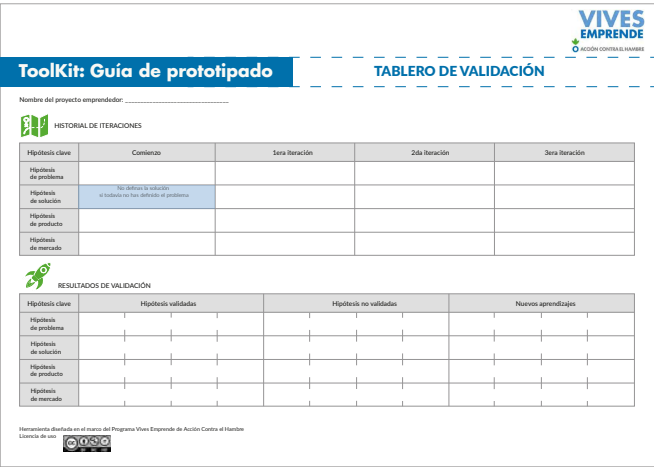 VIVES
EMPRENDE
ACCIÓN CONTRA EL HAMBRE
ToolKit: Guía de prototipado
TABLERO DE VALIDACIÓN
Nombre del proyecto emprendedor: ________________________________
HISTORIAL DE ITERACIONES
Hipótesis clave Comienzo 1era iteración 2da iteración 3era iteración
Hipótesis
de problema
Hipótesis
de solución
No definas la solución
si todavía no has definido el problema
Hipótesis
de producto
Hipótesis
de mercado
RESULTADOS DE VALIDACIÓN
Hipótesis clave Hipótesis validadas Hipótesis no validadas Nuevos aprendizajes
Hipótesis
de problema
Hipótesis
de solución
Hipótesis
de producto
Hipótesis
de mercado
Herramienta diseñada en el marco del Programa Vives Emprende de Acción Contra el Hambre
Licencia de uso